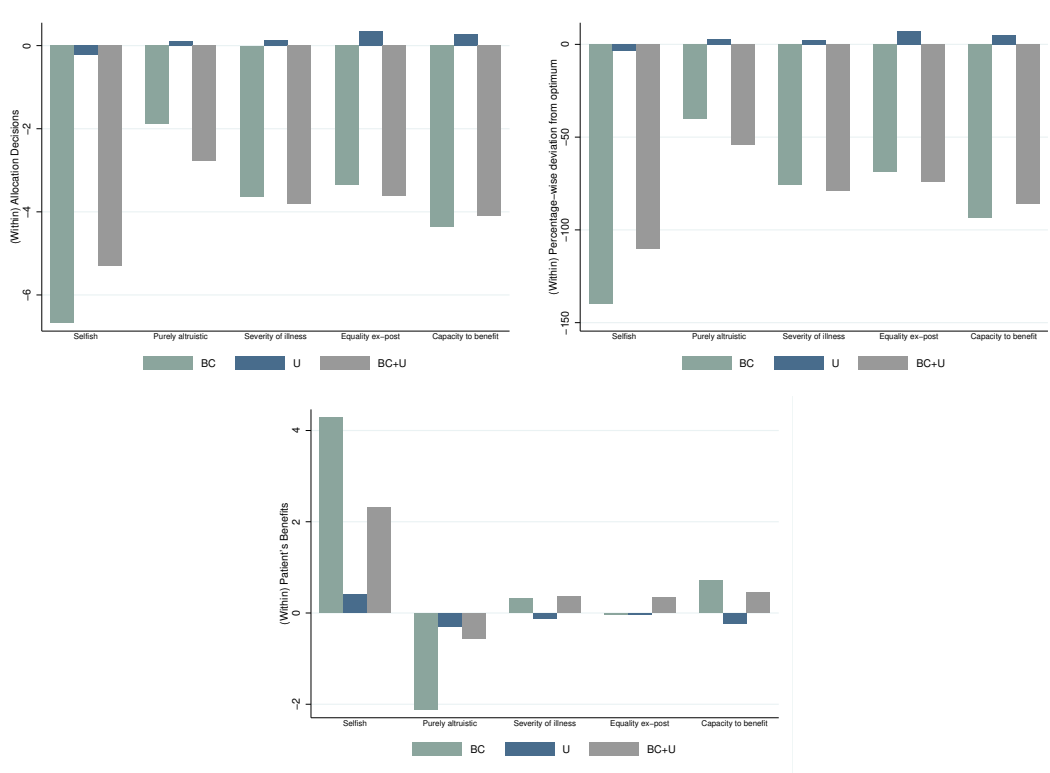 (Within) Allocation Decisions
0
−2
−4
−6
Selfish Purely altruistic Severity of illness Equality ex−post Capacity to benefit
BC U BC+U
(Within) Percentage−wise deviation from optimum
0
−50
−100
−150
Selfish Purely altruistic Severity of illness Equality ex−post Capacity to benefit
BC U BC+U
(Within) Patient's Benefits
4
2
0
−2
Selfish Purely altruistic Severity of illness Equality ex−post Capacity to benefit
BC U BC+U